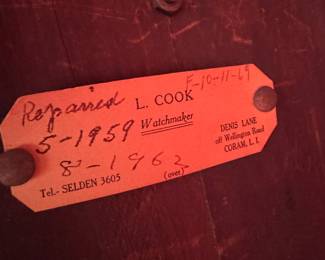 F-10-11-69
Repaired L. COOK
5-1959 Watchmaker
8-1962
DENIS LANE
off Wellington Road
CORAM, L. I.
Tel.- SELDEN 3605 (over)